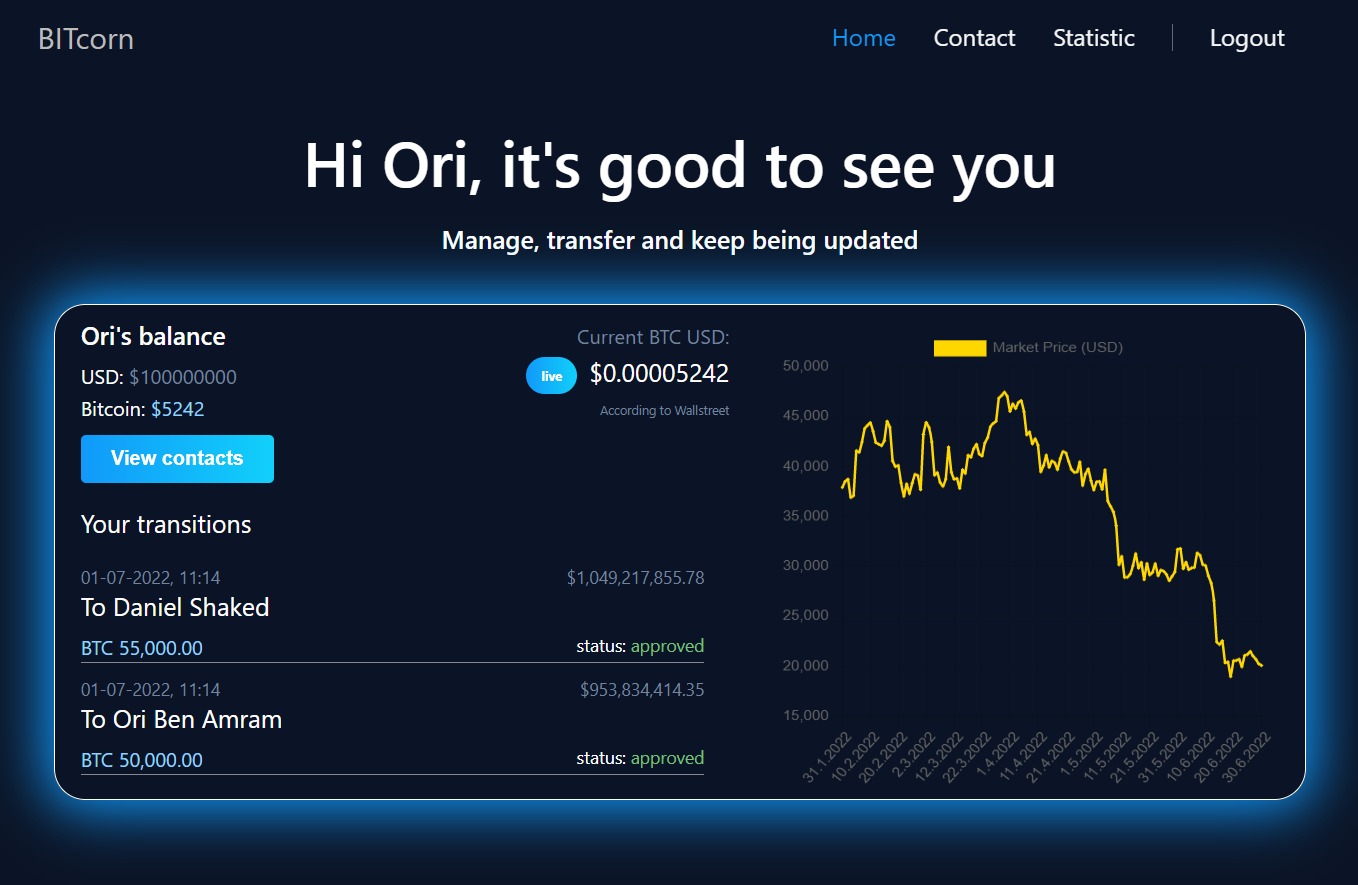 BITcorn
Home Contact Statistic Logout
Hi Ori, it's good to see you
Manage, transfer and keep being updated
Ori's balance
USD: $100000000
Bitcoin: $5242
View contacts
Current BTC USD:
live $0.00005242
According to Wallstreet
Your transitions
01-07-2022, 11:14 $1,049,217,855.78
To Daniel Shaked
BTC 55,000.00 status: approved
01-07-2022, 11:14 $953,834,414.35
To Ori Ben Amram
BTC 50,000.00 status: approved
Market Price (USD)
50,000
45,000
40,000
35,000
30,000
25,000
20,000
15,000
31.1.2022 10.2.2022 20.2.2022 2.3.2022 12.3.2022 22.3.2022 1.4.2022 11.4.2022 21.4.2022 1.5.2022 11.5.2022 21.5.2022 31.5.2022 10.6.2022 20.6.2022 30.6.2022